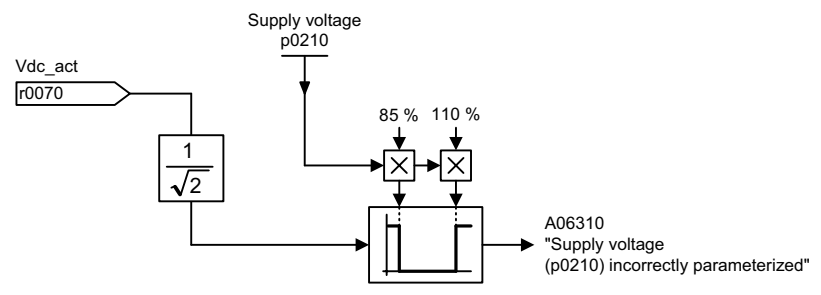 Supply voltage
p0210
Vdc_act
r0070
85 % 110 %
1
√2
A06310
"Supply voltage
(p0210) incorrectly parameterized"